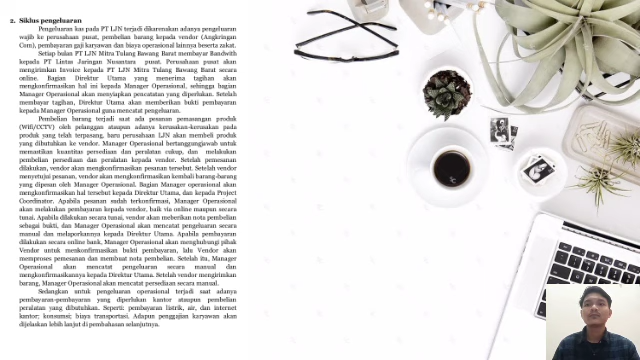 2. Siklus pengeluaran
Pengeluaran kas pada PT LJN terjadi dikarenakan adanya pengeluaran
wajib ke perusahaan pusat, pembelian barang kepada vendor (Angkringan
Com), pembayaran gaji karyawan dan biaya operasional lainnya beserta zakat.
Setiap bulan PT LJN Mitra Tulang Bawang Barat membayar Bandwith
kepada PT Lintas Jaringan Nusantara pusat. Perusahaan pusat akan
mengirimkan Invoice kepada PT LJN Mitra Tulang Bawang Barat secara
online. Bagian Direktur Utama yang menerima tagihan akan
mengkonfirmasikan hal ini kepada Manager Operasional, sehingga bagian
Manager Operasional akan menyiapkan pencatatan yang diperlukan. Setelah
membayar tagihan, Direktur Utama akan memberikan bukti pembayaran
kepada Manager Operasional guna mencatat pengeluaran.
Pembelian barang terjadi saat ada pesanan pemasangan produk
(Wifi/CCTV) oleh pelanggan ataupun adanya kerusakan-kerusakan pada
produk yang telah terpasang, baru perusahaan LJN akan membeli produk
yang dibutuhkan ke vendor. Manager Operasional bertanggungjawab untuk
memastikan kuantitas persediaan dan peralatan cukup, dan melakukan
pembelian persediaan dan peralatan kepada vendor. Setelah pemesanan
dilakukan, vendor akan mengkonfirmasikan pesanan tersebut. Setelah vendor
menyetujui pesanan, vendor akan mengkonfirmasikan kembali barang-barang
yang dipesan oleh Manager Operasional. Bagian Manager operasional akan
mengkonfirmasikan hal tersebut kepada Direktur Utama, dan kepada Project
Coordinator. Apabila pesanan sudah terkonfirmasi, Manager Operasional
akan melakukan pembayaran kepada vendor, baik via online maupun secara
tunai. Apabila dilakukan secara tunai, vendor akan meberikan nota pembelian
sebagai bukti, dan Manager Operasional akan mencatat pengeluaran secara
manual dan melaporkannya kepada Direktur Utama. Apabila pembayaran
dilakukan secara online bank, Manager Operasional akan menghubungi pihak
Vendor untuk menkonfirmasikan bukti pembayaran, lalu Vendor akan
memproses pemesanan dan membuat nota pembelian. Setelah itu, Manager
Operasional akan mencatat pengeluaran secara manual dan
mengkonfirmasikannya kepada Direktur Utama. Setelah vendor mengirimkan
barang, Manager Operasional akan mencatat persediaan secara manual.
Sedangkan untuk pengeluaran operasional terjadi saat adanya
pembayaran-pembayaran yang diperlukan kantor ataupun pembelian
peralatan yang dibutuhkan. Seperti: pembayaran listrik, air, dan internet
kantor; konsumsi; biaya transportasi. Adapun penggajian karyawan akan
dijelaskan lebih lanjut di pembahasan selanjutnya.